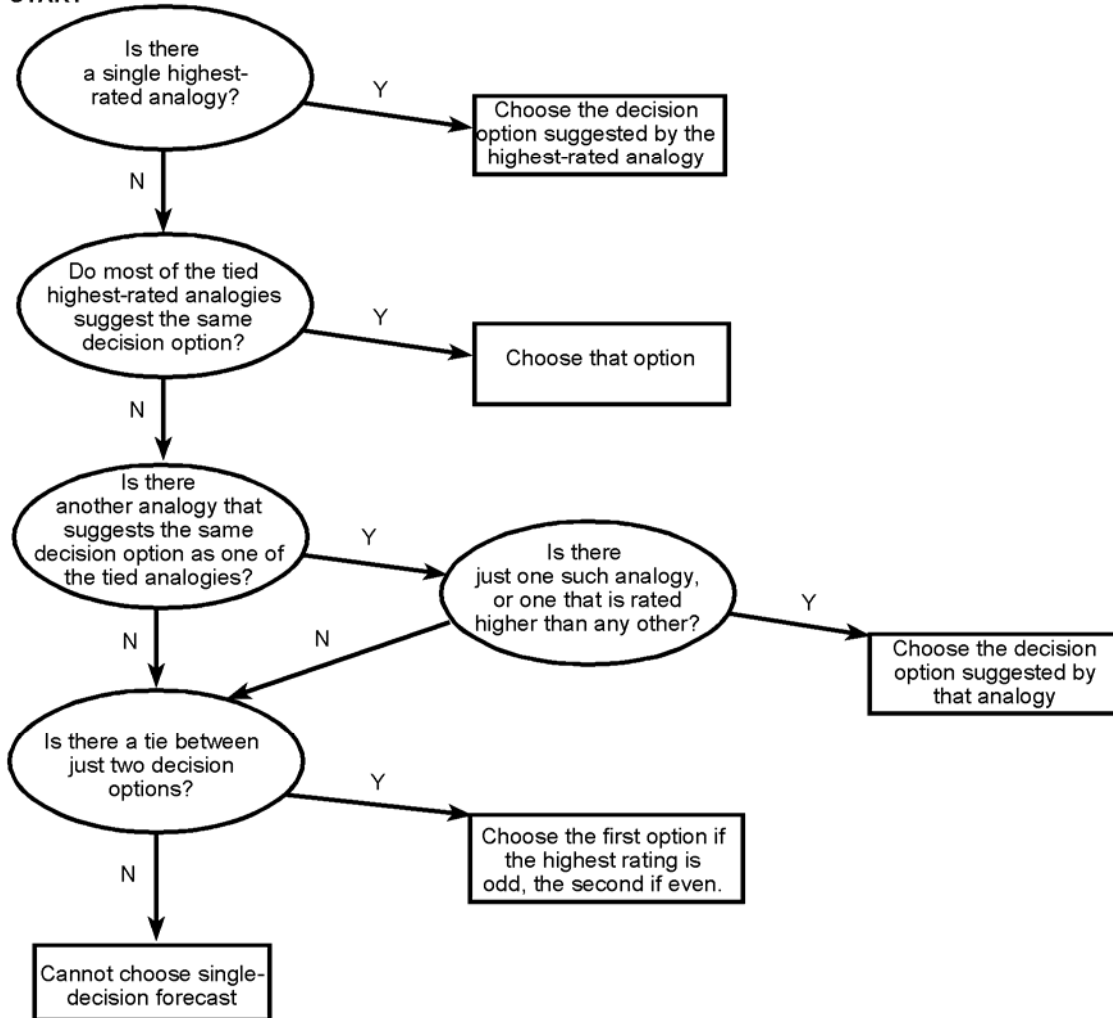 START
Is there
a single highest-
rated analogy?
Y
Choose the decision
option suggested by the
highest-rated analogy
N
Do most of the tied
highest-rated analogies
suggest the same
decision option?
Y
Choose that option
N
Is there
another analogy that
suggests the same
decision option as one of
the tied analogies?
Y
Is there
just one such analogy,
or one that is rated
higher than any other?
Y
Choose the decision
option suggested by
that analogy
N
N
Is there a tie between
just two decision
options?
Y
Choose the first option if
the highest rating is
odd, the second if even.
N
Cannot choose single-
decision forecast